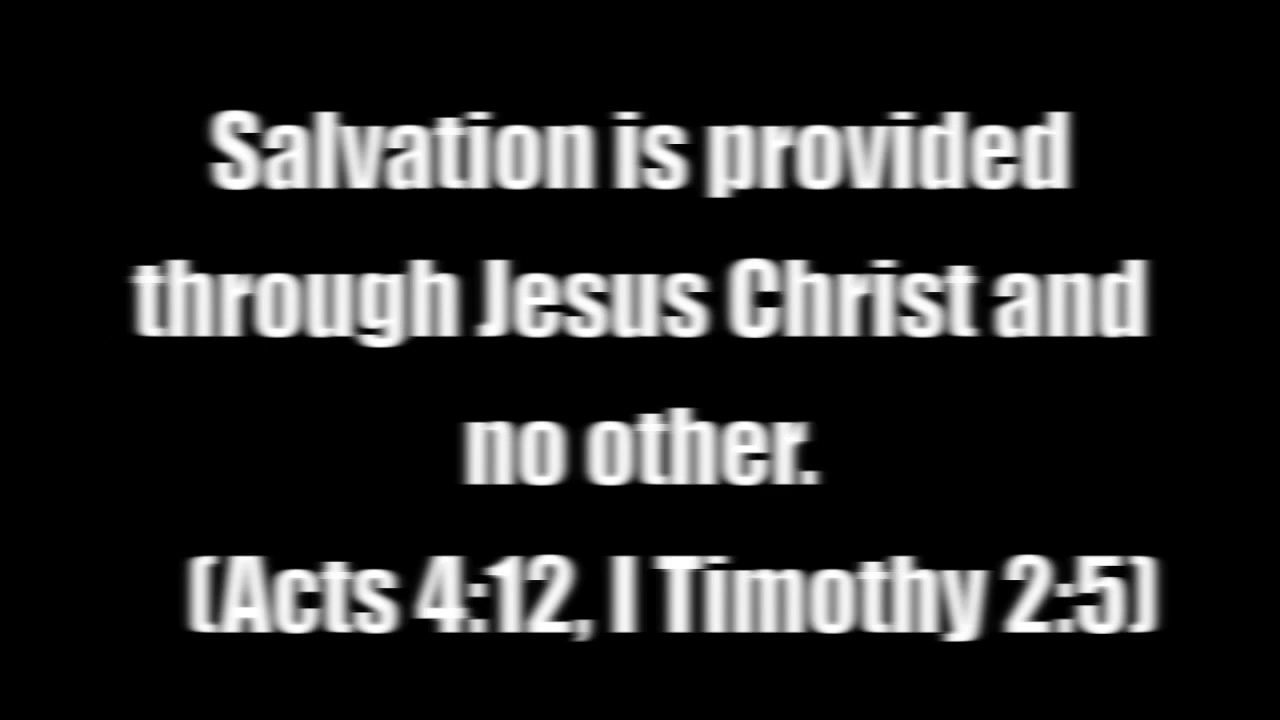 Salvation is provided
through Jesus Christ and
no other.
(Acts 4:12, I Timothy 2:5)